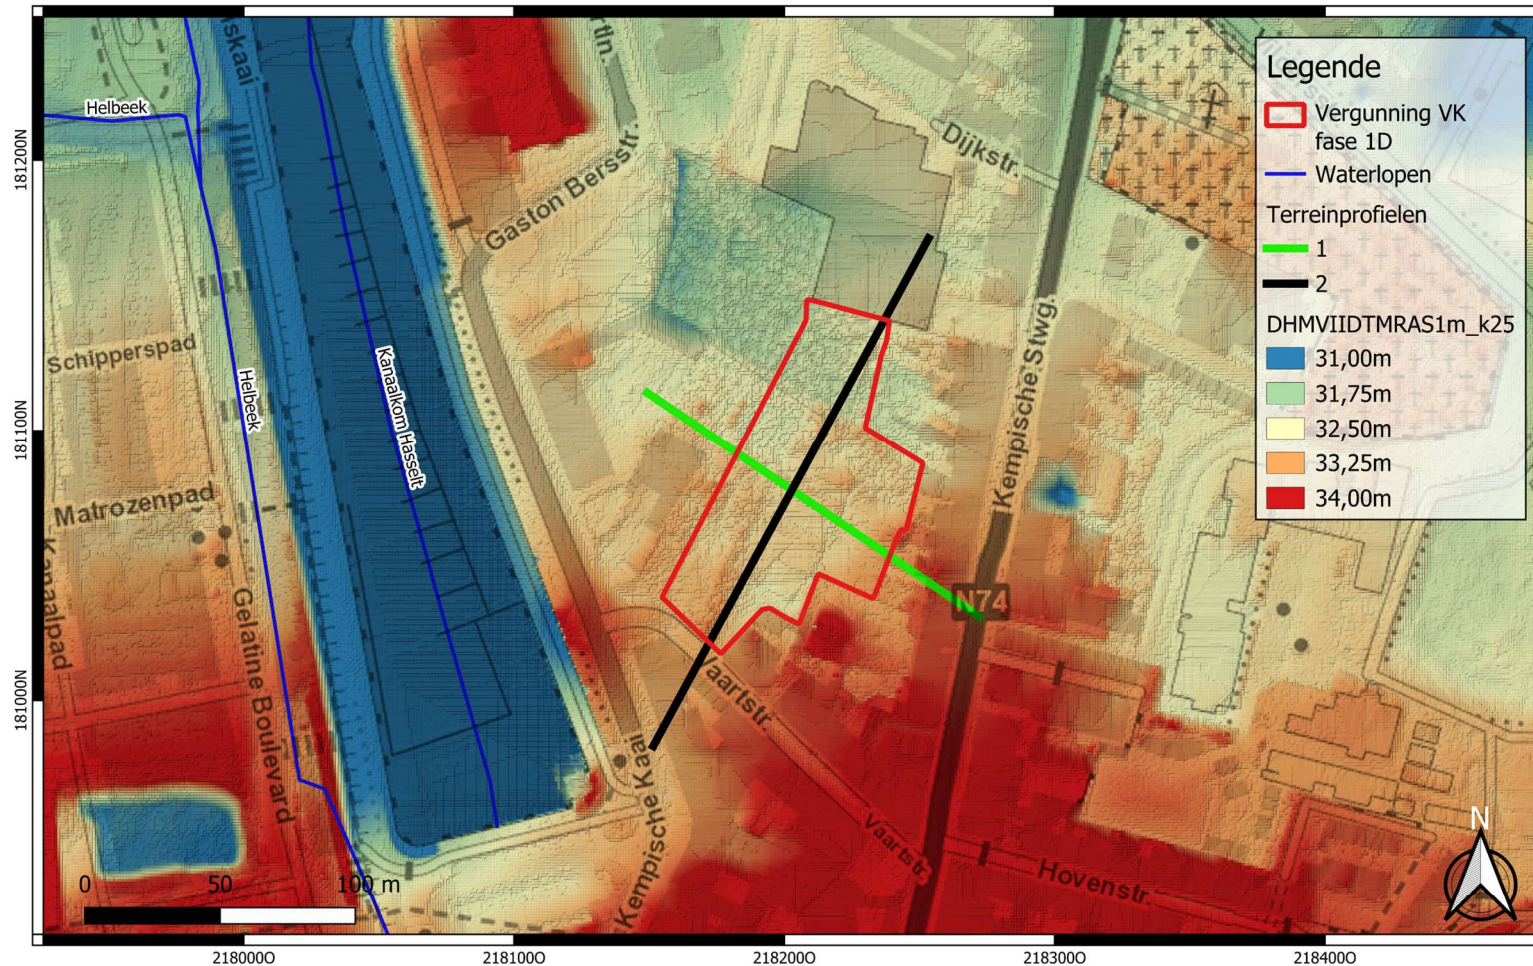 Helbeek
Gaston Bersstr.
Dijkstr.
Schipperspad
Helbeek
Kanaalkom Hasselt
Kempische Stwg.
Matrozenpad
Kanaalpad
Gelatine Boulevard
N74
Vaartstr.
Vaartstr.
Kempische Kaai
Hovenstr.
Legende
Vergunning VK
fase 1D
Waterlopen
Terreinprofielen
1
2
DHMVIIDTMRAS1m_k25
31,00m
31,75m
32,50m
33,25m
34,00m
N
0 50 100 m
181200N
181100N
181000N
218000O
218100O
218200O
218300O
218400O